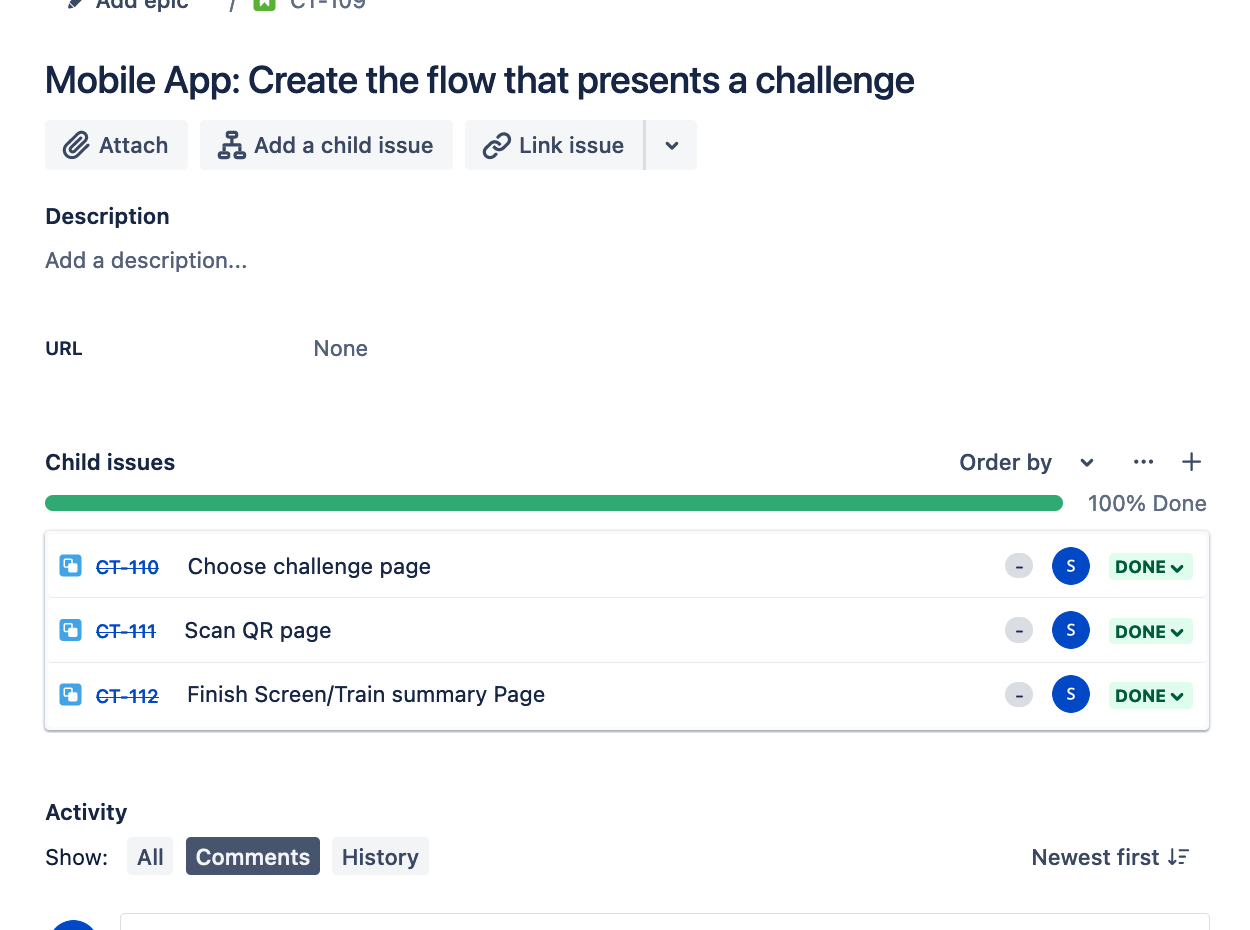 Add epic / CT-109
Mobile App: Create the flow that presents a challenge
Attach Add a child issue Link issue
Description
Add a description...
URL None
Child issues Order by
100% Done
CT-110 Choose challenge page - S DONE
CT-111 Scan QR page - S DONE
CT-112 Finish Screen/Train summary Page - S DONE
Activity
Show: All Comments History Newest first